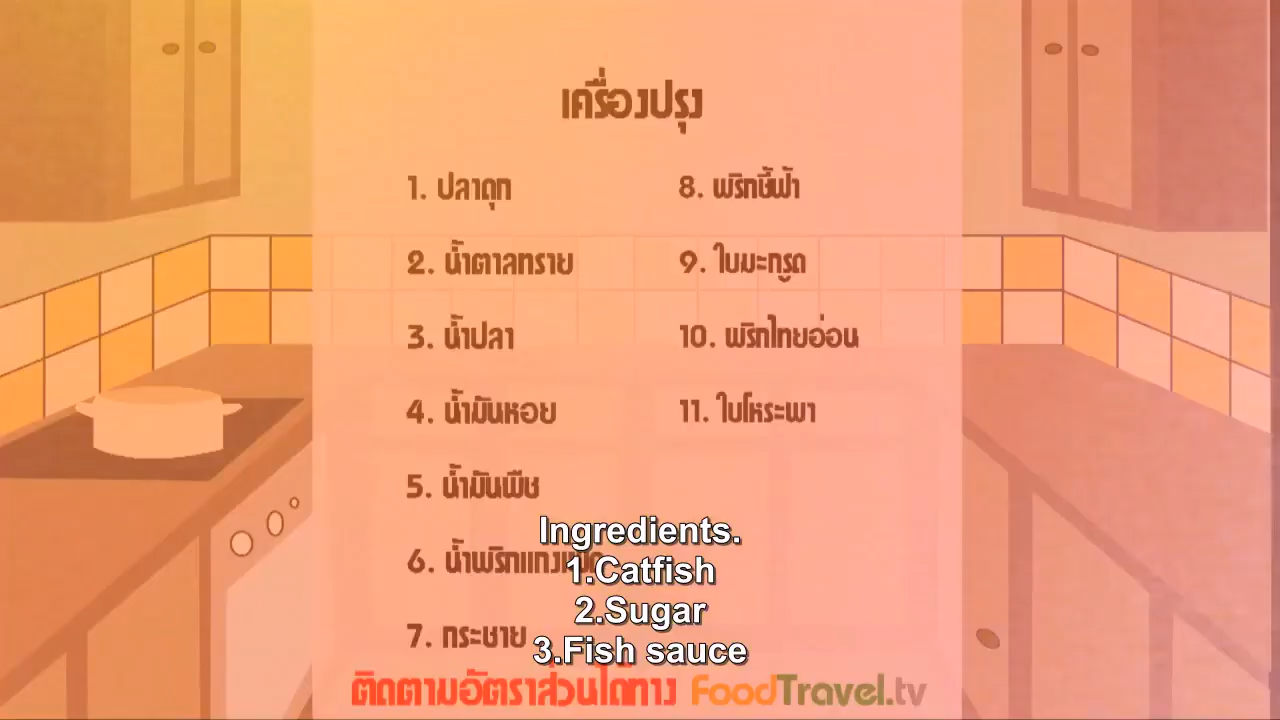 เครื่องปรุง
1. ปลาดุก
2. น้ำตาลทราย
3. น้ำปลา
4. น้ำมันหอย
5. น้ำมันพืช
6. น้ำพริกแกงเผ็ด
7. กระชาย
8. พริกชี้ฟ้า
9. ใบมะกรูด
10. พริกไทยอ่อน
11. ใบโหระพา
Ingredients.
1.Catfish
2.Sugar
3.Fish sauce
ติดตามอัตราส่วนได้ทาง FoodTravel.tv